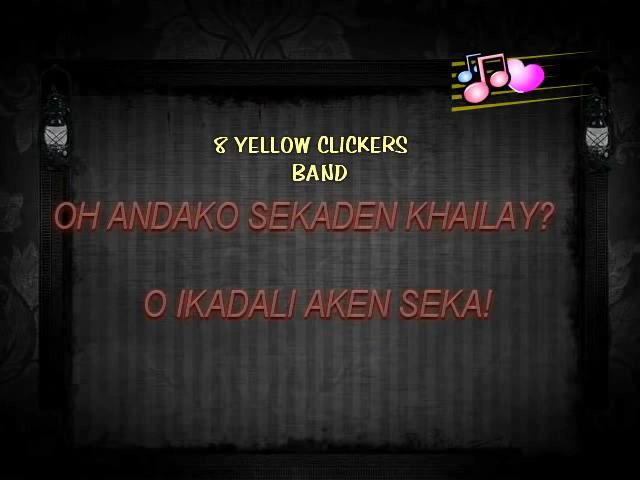 8 YELLOW CLICKERS
BAND
OH ANDAKO SEKADEN KHAILAY?
O IKADALI AKEN SEKA!